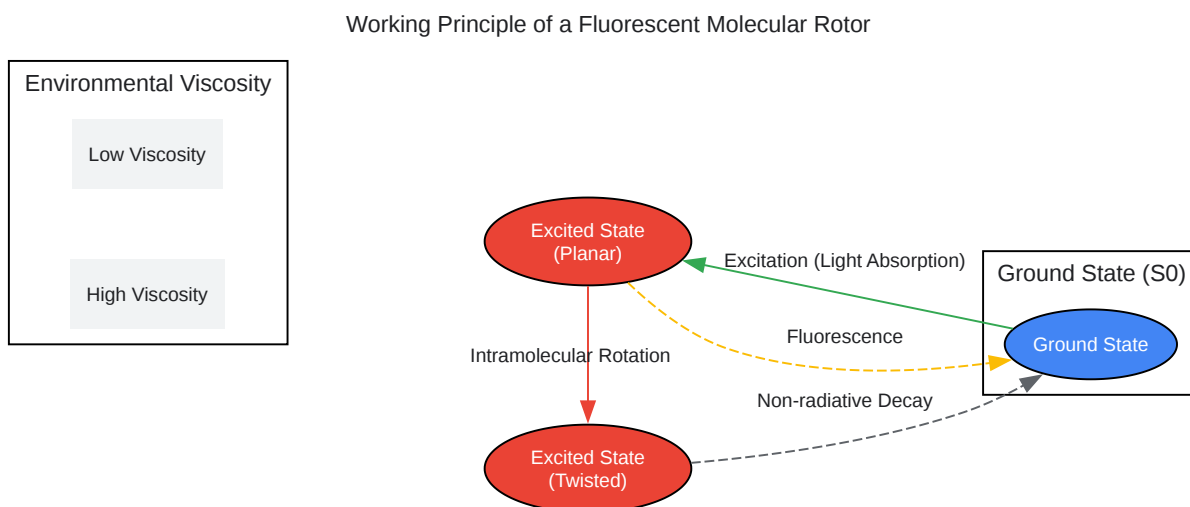 Working Principle of a Fluorescent Molecular Rotor
Environmental Viscosity
Low Viscosity
High Viscosity
Excited State
(Planar)
Excitation (Light Absorption)
Ground State (S0)
Ground State
Fluorescence
Intramolecular Rotation
Non-radiative Decay
Excited State
(Twisted)